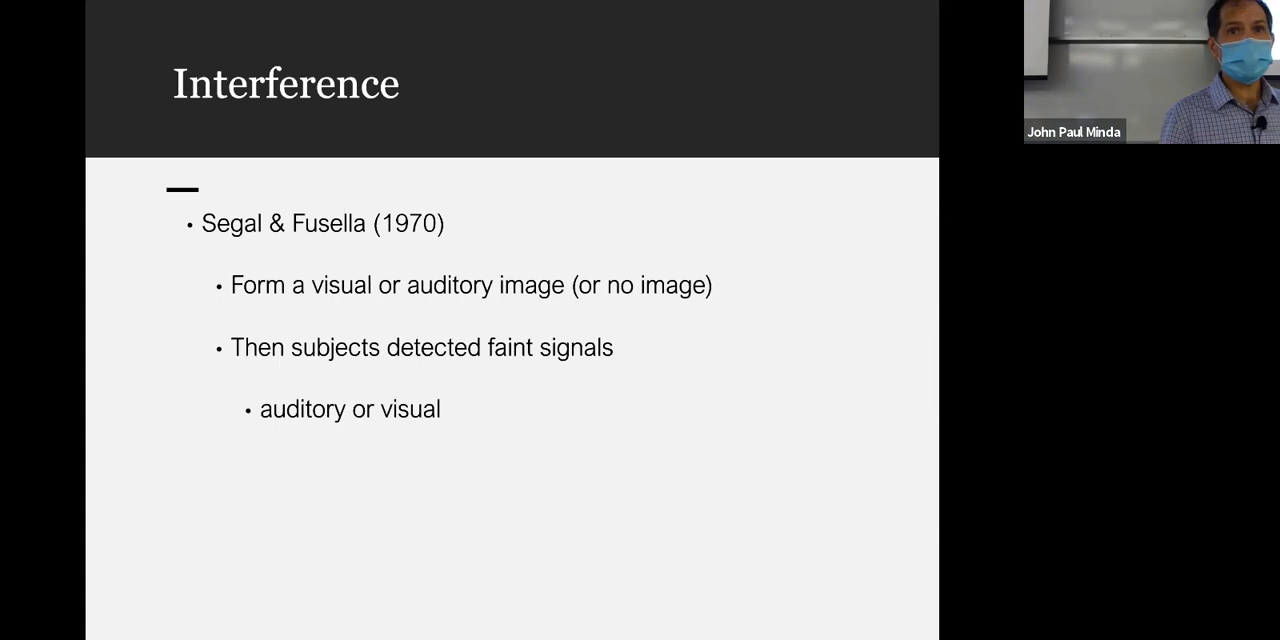 Interference
• Segal & Fusella (1970)
• Form a visual or auditory image (or no image)
• Then subjects detected faint signals
• auditory or visual
John Paul Minda